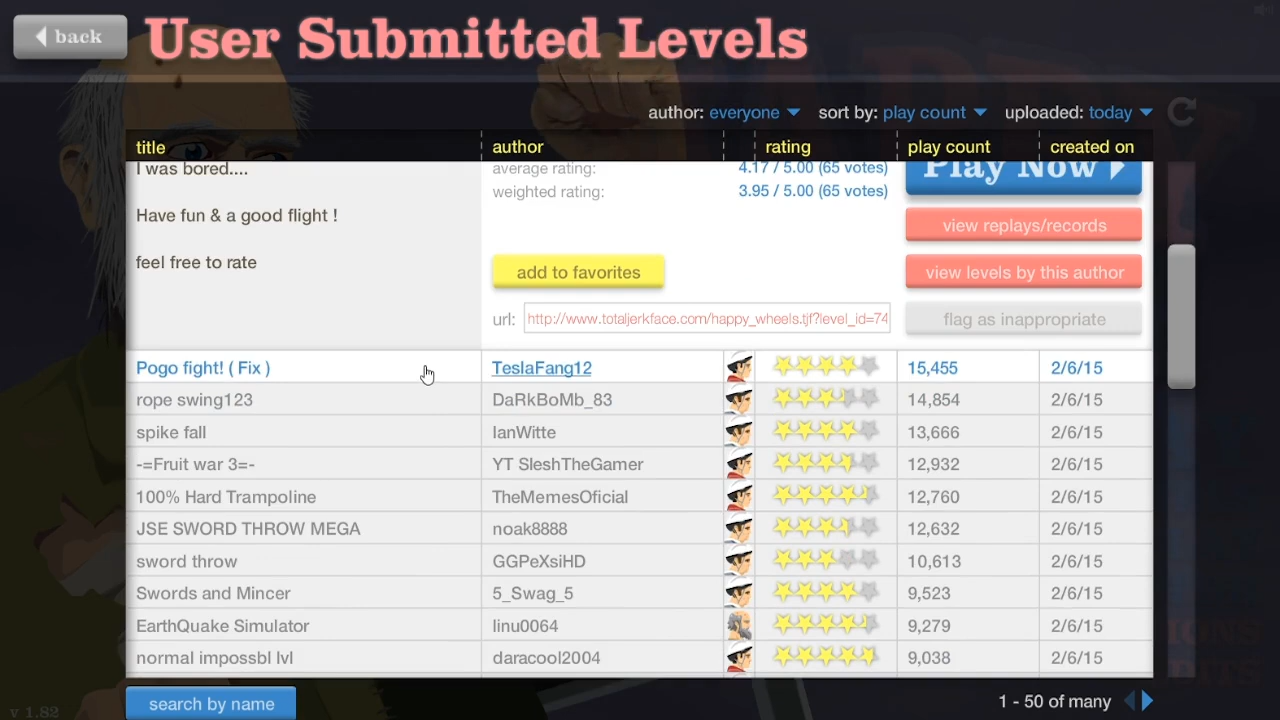 back
User Submitted Levels
author: everyone sort by: play count uploaded: today
title author rating play count created on
I was bored....
Have fun & a good flight !
feel free to rate
average rating: 4.17 / 5.00 (65 votes)
weighted rating: 3.95 / 5.00 (65 votes)
add to favorites
url: http://www.totaljerkface.com/happy_wheels.tjf?level_id=74
Play Now
view replays/records
view levels by this author
flag as inappropriate
Pogo fight! ( Fix ) TeslaFang12 15,455 2/6/15
rope swing123 DaRkBoMb_83 14,854 2/6/15
spike fall IanWitte 13,666 2/6/15
-=Fruit war 3=- YT SleshTheGamer 12,932 2/6/15
100% Hard Trampoline TheMemesOficial 12,760 2/6/15
JSE SWORD THROW MEGA noak8888 12,632 2/6/15
sword throw GGPeXsiHD 10,613 2/6/15
Swords and Mincer 5_Swag_5 9,523 2/6/15
EarthQuake Simulator linu0064 9,279 2/6/15
normal impossbl lvl daracool2004 9,038 2/6/15
search by name
1 - 50 of many
v 1.82